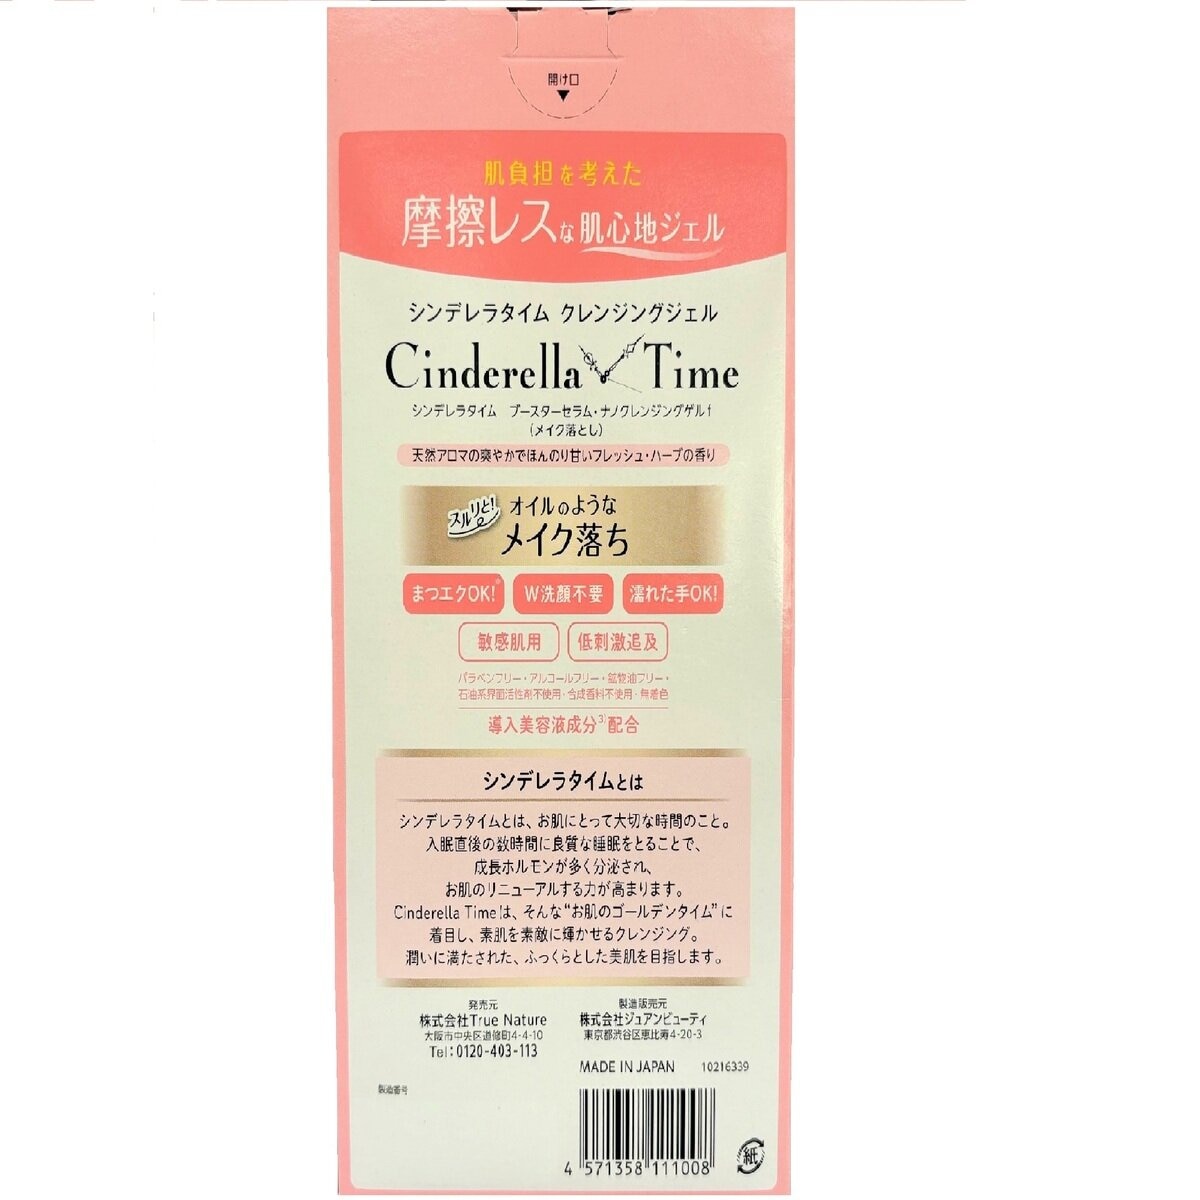 開け口
▼
肌負担を考えた
摩擦レスな肌心地ジェル
シンデレラタイム クレンジングジェル
Cinderella Time
シンデレラタイム ブースターセラム・ナノクレンジングゲルf
(メイク落とし)
天然アロマの爽やかでほんのり甘いフレッシュ・ハーブの香り
スルリと! オイルのような
メイク落ち
まつエクOK!* W洗顔不要 濡れた手OK!
敏感肌用 低刺激追及
パラベンフリー・アルコールフリー・鉱物油フリー・
石油系界面活性剤不使用・合成香料不使用・無着色
導入美容液成分3)配合
シンデレラタイムとは
シンデレラタイムとは、お肌にとって大切な時間のこと。
入眠直後の数時間に良質な睡眠をとることで、
成長ホルモンが多く分泌され、
お肌のリニューアルする力が高まります。
Cinderella Timeは、そんな“お肌のゴールデンタイム”に
着目し、素肌を素敵に輝かせるクレンジング。
潤いに満たされた、ふっくらとした美肌を目指します。
発売元
株式会社True Nature
大阪市中央区道修町4-4-10
Tel:0120-403-113
製造販売元
株式会社ジュアンビューティ
東京都渋谷区恵比寿4-20-3
MADE IN JAPAN 10216339
製造番号
4 571358 111008
紙